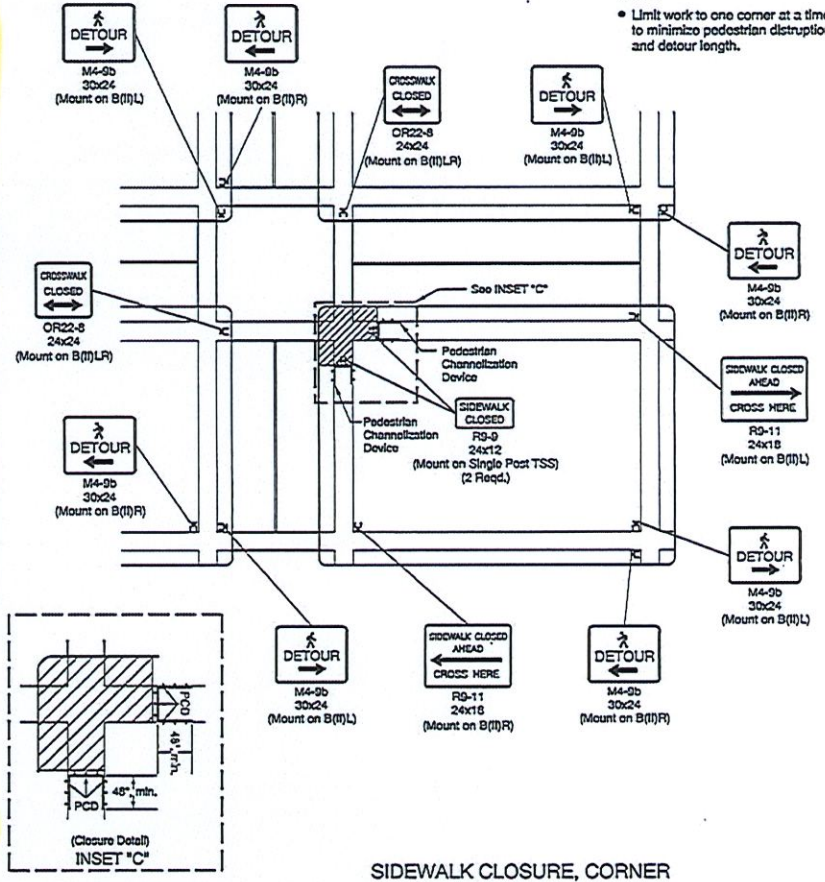 • Limit work to one corner at a time
to minimize pedestrian distruption
and detour length.
DETOUR
M4-9b
30x24
(Mount on B(II)L)
DETOUR
M4-9b
30x24
(Mount on B(II)R)
CROSSWALK
CLOSED
OR22-8
24x24
(Mount on B(II)LR)
DETOUR
M4-9b
30x24
(Mount on B(II)L)
DETOUR
M4-9b
30x24
(Mount on B(II)R)
CROSSWALK
CLOSED
OR22-8
24x24
(Mount on B(II)LR)
See INSET "C"
Pedestrian
Channelization
Device
Pedestrian
Channelization
Device
SIDEWALK
CLOSED
R9-9
24x12
(Mount on Single Post TSS)
(2 Reqd.)
SIDEWALK CLOSED
AHEAD
CROSS HERE
R9-11
24x18
(Mount on B(II)L)
DETOUR
M4-9b
30x24
(Mount on B(II)R)
DETOUR
M4-9b
30x24
(Mount on B(II)L)
DETOUR
M4-9b
30x24
(Mount on B(II)L)
SIDEWALK CLOSED
AHEAD
CROSS HERE
R9-11
24x18
(Mount on B(II)R)
DETOUR
M4-9b
30x24
(Mount on B(II)R)
PCD
48", min.
48", min.
PCD
(Closure Detail)
INSET "C"
SIDEWALK CLOSURE, CORNER